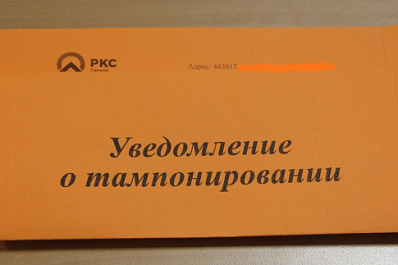 РКС
Самара
Адрес: 443017
Уведомление
о тампонировании